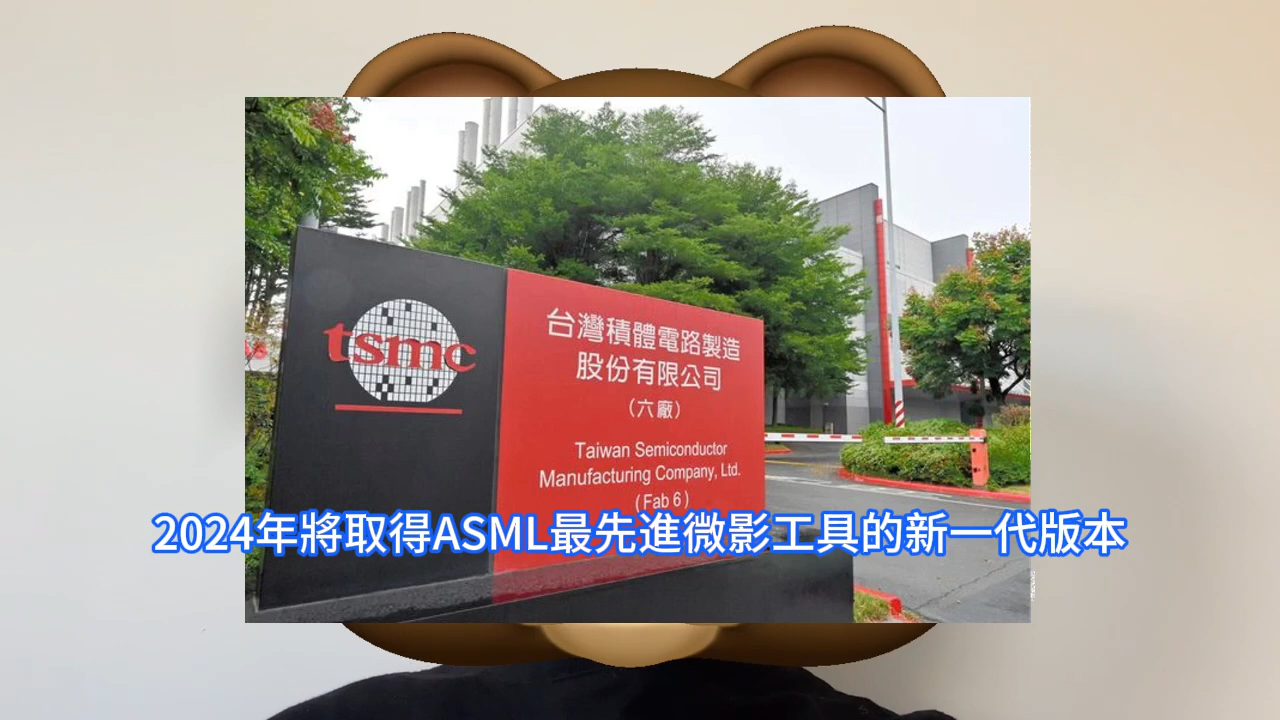 tsmc
台灣積體電路製造
股份有限公司
(六廠)
Taiwan Semiconductor
Manufacturing Company, Ltd.
(Fab 6)
2024年將取得ASML最先進微影工具的新一代版本